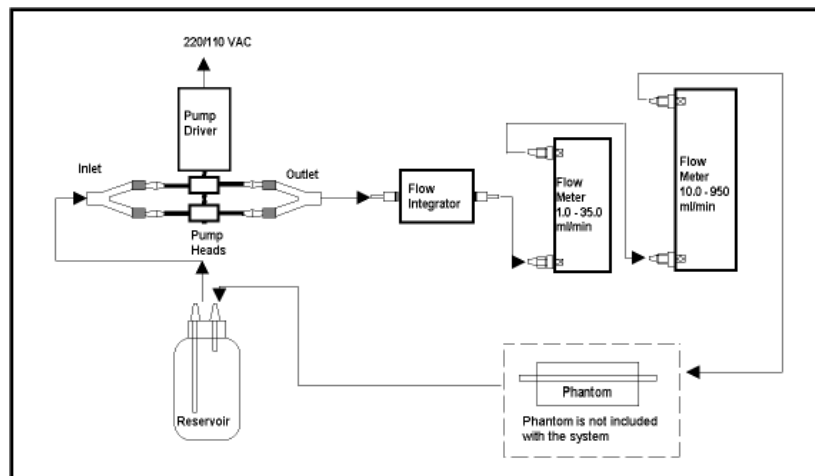 220/110 VAC
Pump
Driver
Inlet
Outlet
Pump
Heads
Flow
Integrator
Flow
Meter
1.0 - 35.0
ml/min
Flow
Meter
10.0 - 950
ml/min
Reservoir
Phantom
Phantom is not included
with the system